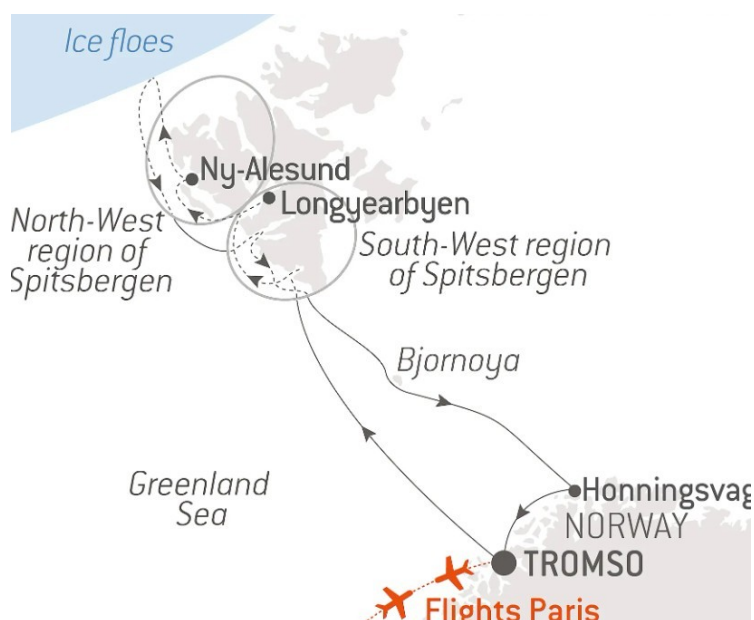 Ice floes
Ny-Alesund
Longyearbyen
North-West
region of
Spitsbergen
South-West region
of Spitsbergen
Bjornoya
Greenland
Sea
Honningsvag
NORWAY
TROMSO
Flights Paris